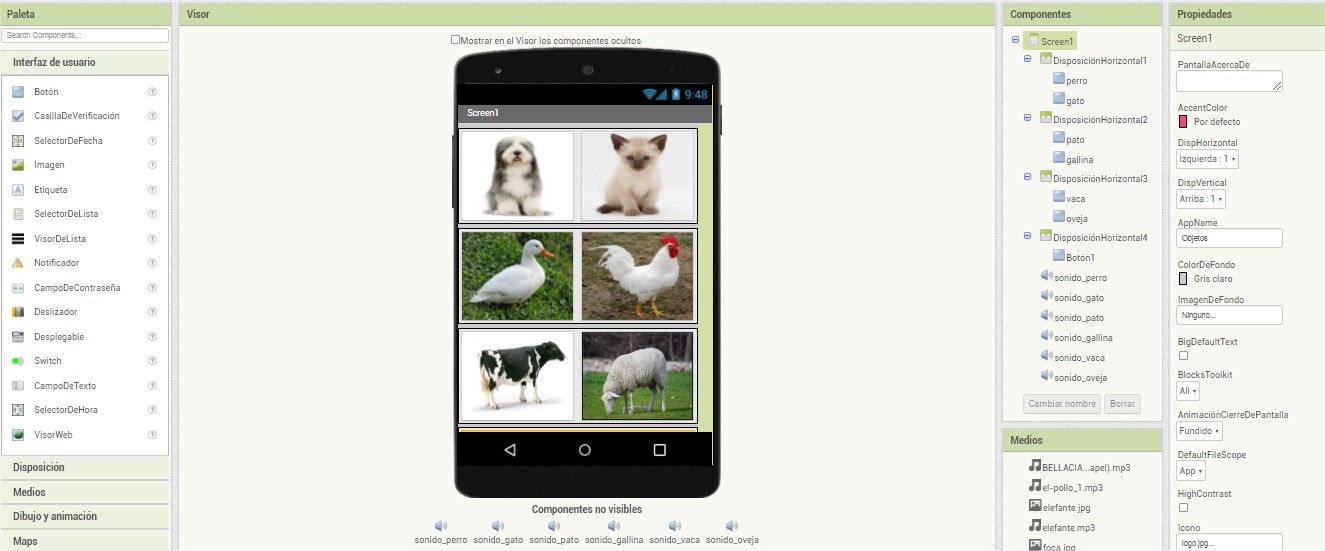 Paleta
Search Components...
Interfaz de usuario
Botón
CasillaDeVerificación
SelectorDeFecha
Imagen
Etiqueta
SelectorDeLista
VisorDeLista
Notificador
CampoDeContraseña
Deslizador
Desplegable
Switch
CampoDeTexto
SelectorDeHora
VisorWeb
Disposición
Medios
Dibujo y animación
Maps
Visor
Mostrar en el Visor los componentes ocultos
9:48
Screen1
Componentes no visibles
sonido_perro sonido_gato sonido_pato sonido_gallina sonido_vaca sonido_oveja
Componentes
Screen1
DisposiciónHorizontal1
perro
gato
DisposiciónHorizontal2
pato
gallina
DisposiciónHorizontal3
vaca
oveja
DisposiciónHorizontal4
Botón1
sonido_perro
sonido_gato
sonido_pato
sonido_gallina
sonido_vaca
sonido_oveja
Cambiar nombre Borrar
Medios
BELLACIA...apel).mp3
el-pollo_1.mp3
elefante.jpg
elefante.mp3
foca.jpg
Propiedades
Screen1
PantallaAcercaDe
AccentColor
Por defecto
DispHorizontal
Izquierda : 1
DispVertical
Arriba : 1
AppName
Objetos
ColorDeFondo
Gris claro
ImagenDeFondo
Ninguno...
BigDefaultText
BlocksToolkit
All
AnimaciónCierreDePantalla
Fundido
DefaultFileScope
App
HighContrast
Icono
logo.jpg...